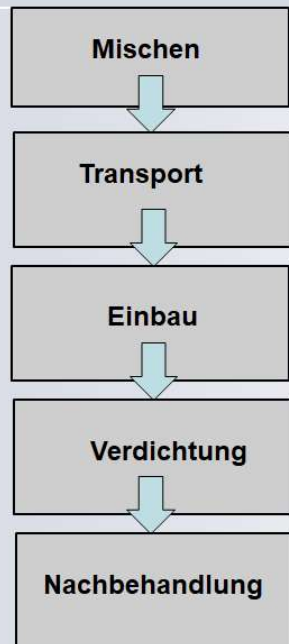 Mischen
Transport
Einbau
Verdichtung
Nachbehandlung